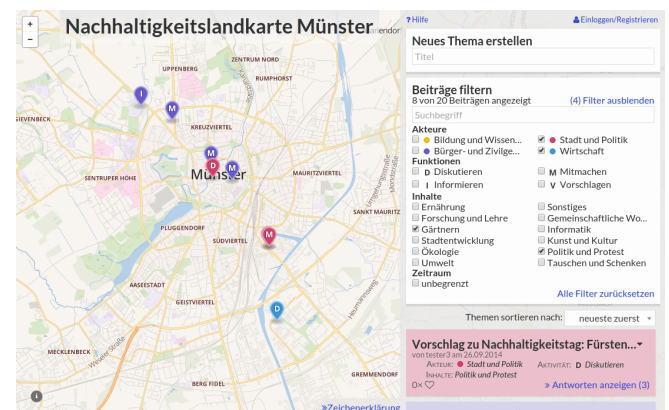 +
−
Nachhaltigkeitslandkarte Münster
ZENTRUM NORD
UPPENBERG
RUMPHORST
I
M
KREUZVIERTEL
M
D
M
Münster
MAURITZVIERTEL
SENTRUPER HÖHE
SANKT MAURITZ
PLUGGENDORF
SÜDVIERTEL
M
AASEESTADT
GEISTVIERTEL
D
MECKLENBECK
BERG FIDEL
GREMMENDORF
»Zeichenerklärung
? Hilfe
Einloggen/Registrieren
Neues Thema erstellen
Titel
Beiträge filtern
8 von 20 Beiträgen angezeigt
(4) Filter ausblenden
Suchbegriff
Akteure
Bildung und Wissen...
Stadt und Politik
Bürger- und Zivilge...
Wirtschaft
Funktionen
D Diskutieren
M Mitmachen
I Informieren
V Vorschlagen
Inhalte
Ernährung
Sonstiges
Forschung und Lehre
Gemeinschaftliche Wo...
Gärtnern
Informatik
Stadtentwicklung
Kunst und Kultur
Ökologie
Politik und Protest
Umwelt
Tauschen und Schenken
Zeitraum
unbegrenzt
Alle Filter zurücksetzen
Themen sortieren nach: neueste zuerst
Vorschlag zu Nachhaltigkeitstag: Fürsten...
von tester3 am 26.09.2014
Akteur: Stadt und Politik Aktivität: D Diskutieren
Inhalte: Politik und Protest
0×
» Antworten anzeigen (3)